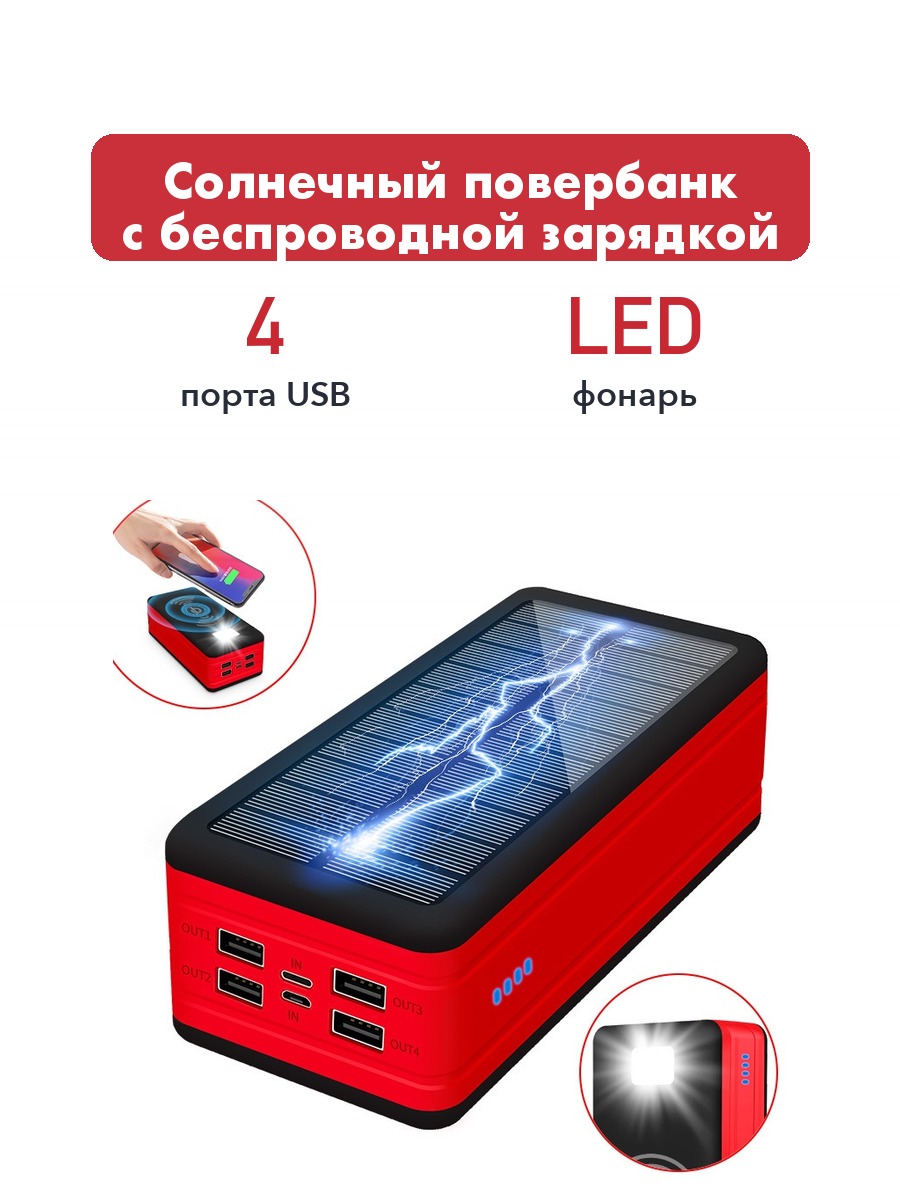 Солнечный повербанк
с беспроводной зарядкой
4
LED
порта USB
фонарь
OUT1
IN
OUT2
OUT3
IN
OUT4